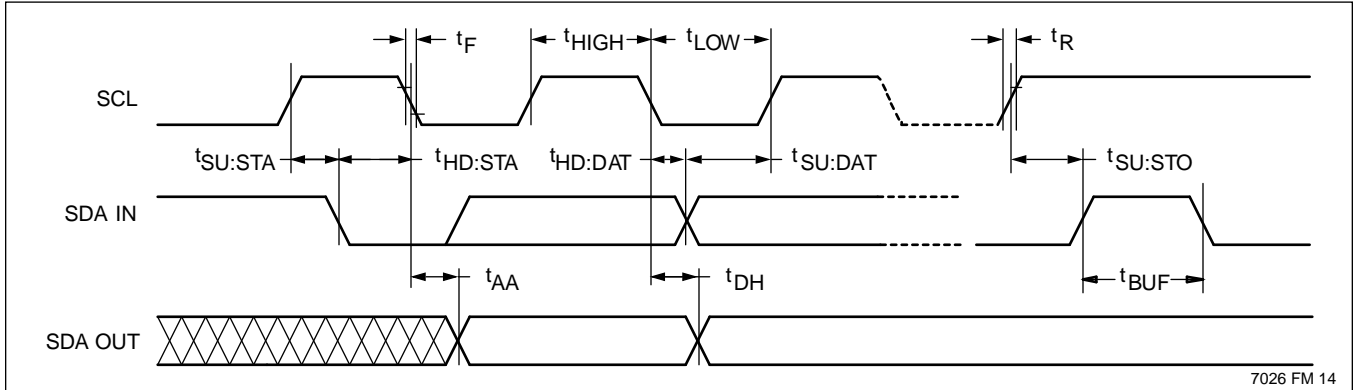 tF tHIGH tLOW tR
SCL
tSU:STA tHD:STA tHD:DAT tSU:DAT tSU:STO
SDA IN
tAA tDH tBUF
SDA OUT
7026 FM 14